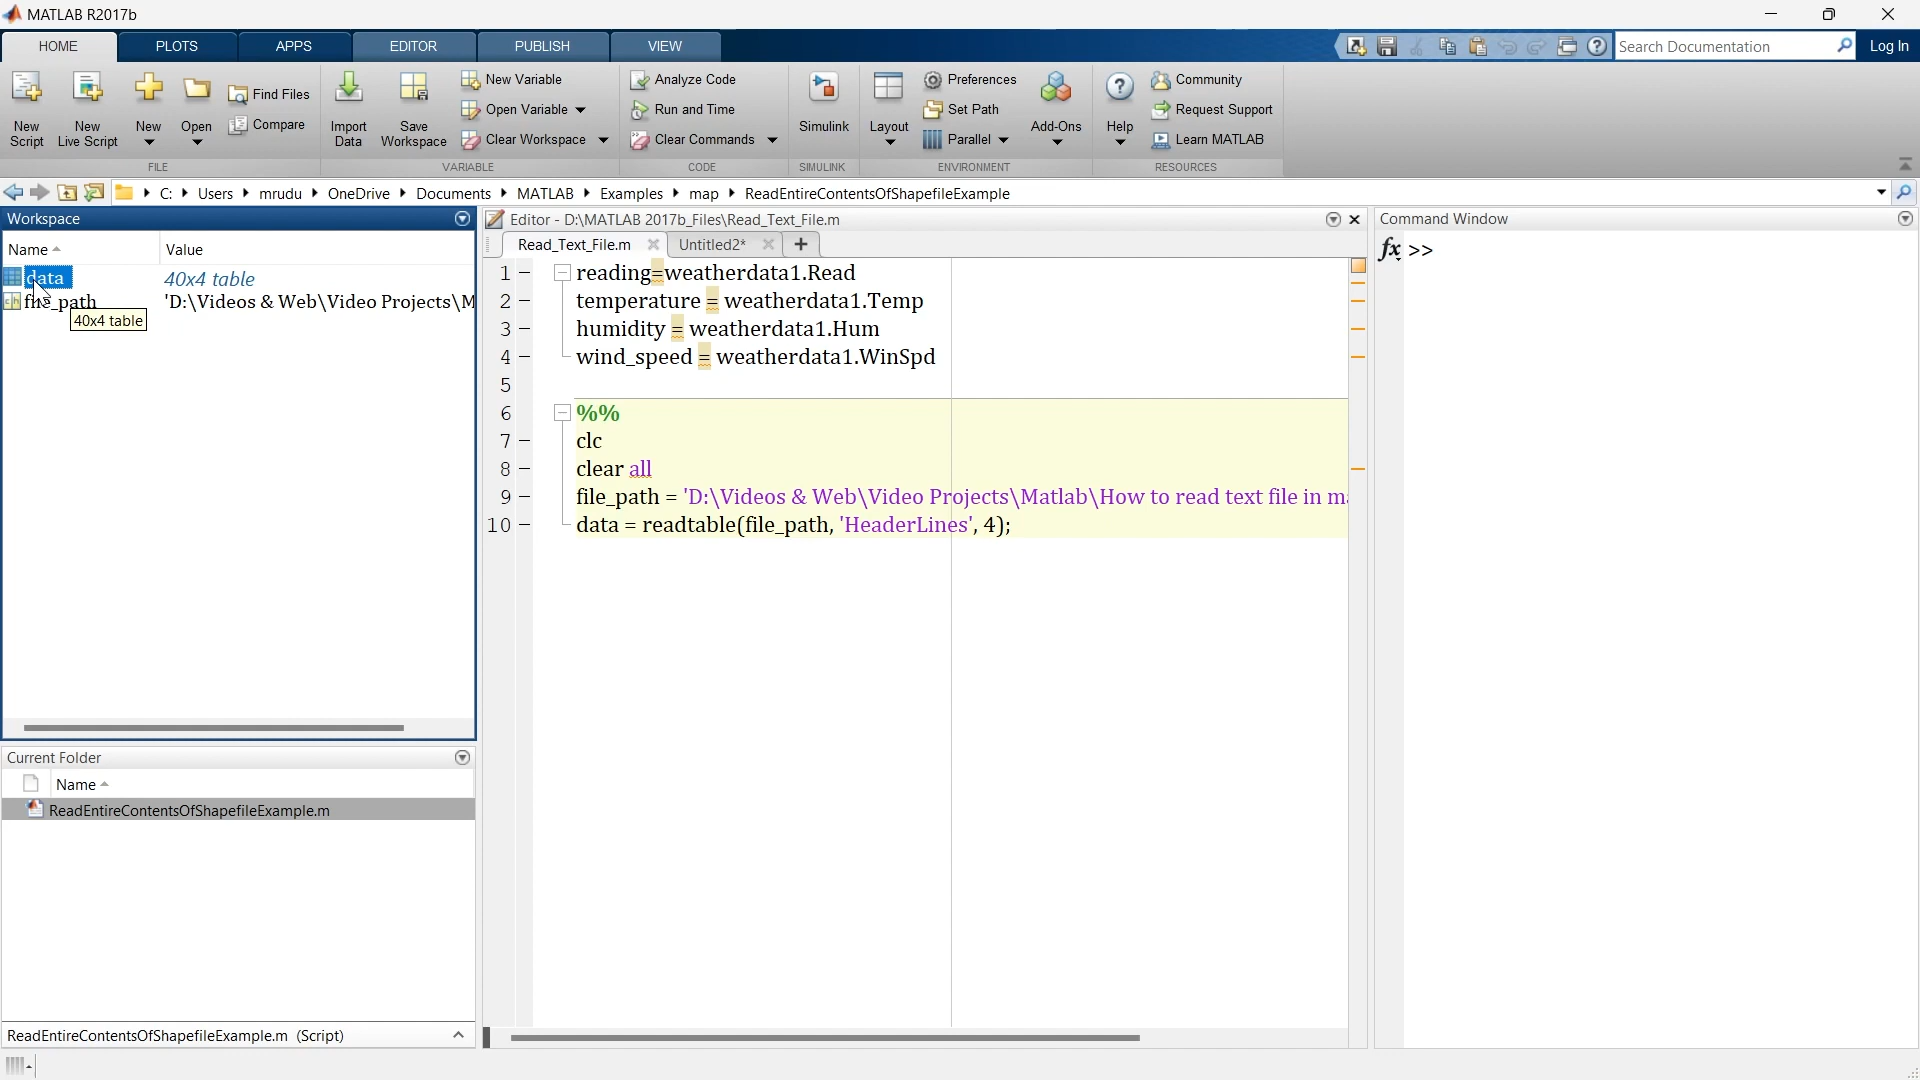 MATLAB R2017b
HOME PLOTS APPS EDITOR PUBLISH VIEW
Search Documentation Log In
New Script
New Live Script
New
Open
Find Files
Compare
FILE
Import Data
Save Workspace
New Variable
Open Variable
Clear Workspace
VARIABLE
Analyze Code
Run and Time
Clear Commands
CODE
Simulink
SIMULINK
Layout
Preferences
Set Path
Parallel
Add-Ons
ENVIRONMENT
Help
Community
Request Support
Learn MATLAB
RESOURCES
C: Users mrudu OneDrive Documents MATLAB Examples map ReadEntireContentsOfShapefileExample
Workspace
Name Value
data 40x4 table
file_path 'D:\Videos & Web\Video Projects\M
40x4 table
Current Folder
Name
ReadEntireContentsOfShapefileExample.m
ReadEntireContentsOfShapefileExample.m (Script)
Editor - D:\MATLAB 2017b_Files\Read_Text_File.m
Read_Text_File.m Untitled2*
1 reading=weatherdata1.Read
2 temperature = weatherdata1.Temp
3 humidity = weatherdata1.Hum
4 wind_speed = weatherdata1.WinSpd
5
6 %%
7 clc
8 clear all
9 file_path = 'D:\Videos & Web\Video Projects\Matlab\How to read text file in m
10 data = readtable(file_path, 'HeaderLines', 4);
Command Window
fx >>